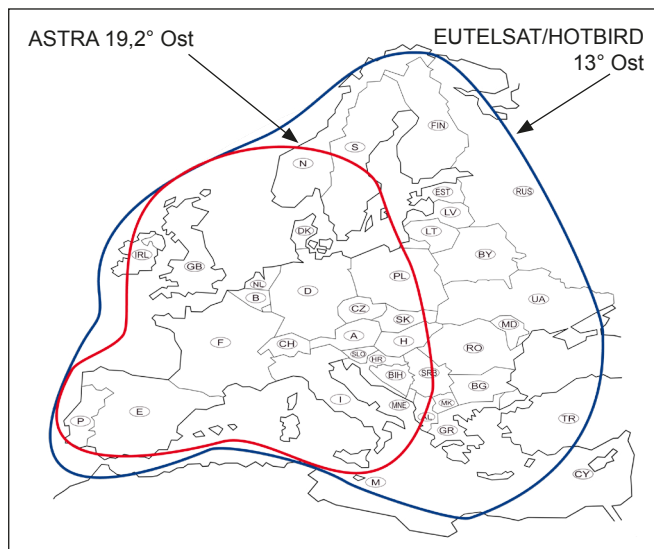 ASTRA 19,2° Ost
EUTELSAT/HOTBIRD
13° Ost
FIN
S
N
EST
RUS
LV
LT
DK
IRL
GB
BY
NL
PL
B
D
UA
CZ
SK
MD
A
H
F
CH
RO
SLO
HR
BIH
SRB
BG
I
MNE
MK
E
P
AL
GR
TR
CY
M